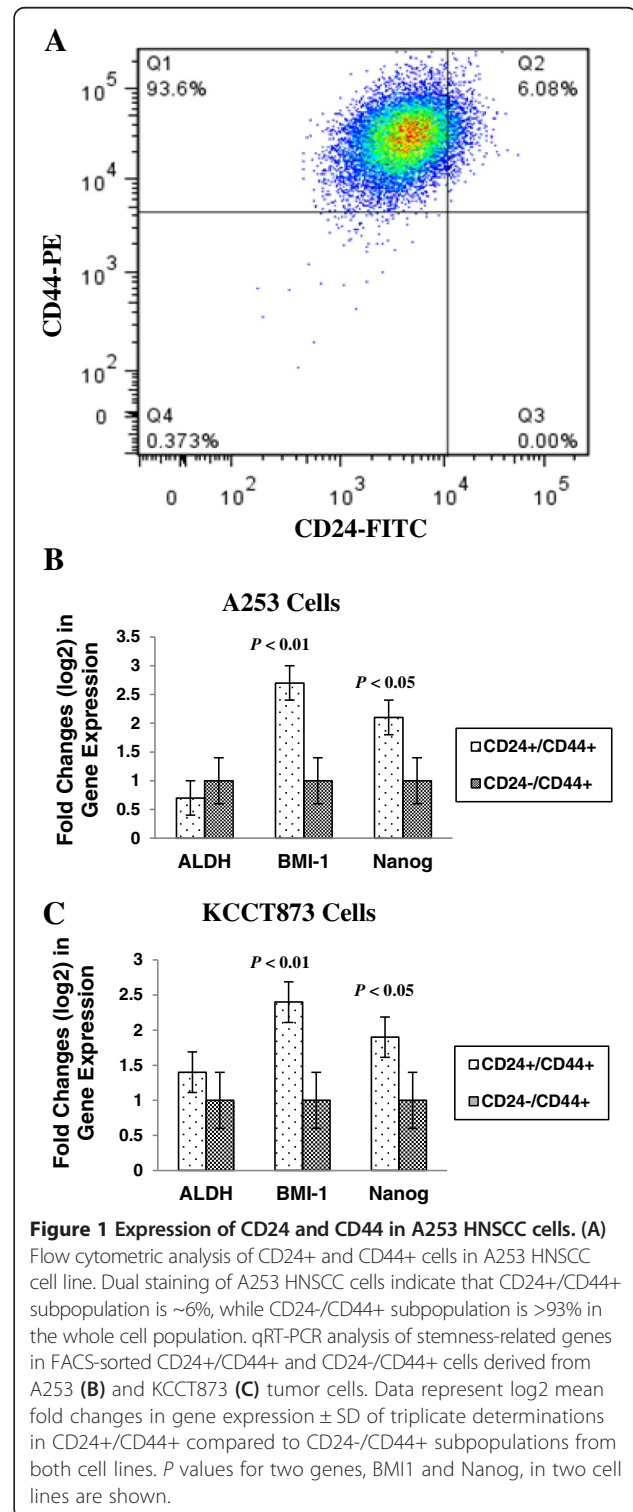 A
Q1
93.6%
Q2
6.08%
10^5
10^4
10^3
10^2
0
CD44-PE
Q4
0.373%
Q3
0.00%
0 10^2 10^3 10^4 10^5
CD24-FITC
B
A253 Cells
Fold Changes (log2) in
Gene Expression
3.5
3
2.5
2
1.5
1
0.5
0
P < 0.01
P < 0.05
ALDH BMI-1 Nanog
CD24+/CD44+
CD24-/CD44+
C
KCCT873 Cells
Fold Changes (log2) in
Gene Expression
3
2.5
2
1.5
1
0.5
0
P < 0.01
P < 0.05
ALDH BMI-1 Nanog
CD24+/CD44+
CD24-/CD44+
Figure 1 Expression of CD24 and CD44 in A253 HNSCC cells. (A)
Flow cytometric analysis of CD24+ and CD44+ cells in A253 HNSCC
cell line. Dual staining of A253 HNSCC cells indicate that CD24+/CD44+
subpopulation is ~6%, while CD24-/CD44+ subpopulation is >93% in
the whole cell population. qRT-PCR analysis of stemness-related genes
in FACS-sorted CD24+/CD44+ and CD24-/CD44+ cells derived from
A253 (B) and KCCT873 (C) tumor cells. Data represent log2 mean
fold changes in gene expression ± SD of triplicate determinations
in CD24+/CD44+ compared to CD24-/CD44+ subpopulations from
both cell lines. P values for two genes, BMI1 and Nanog, in two cell
lines are shown.